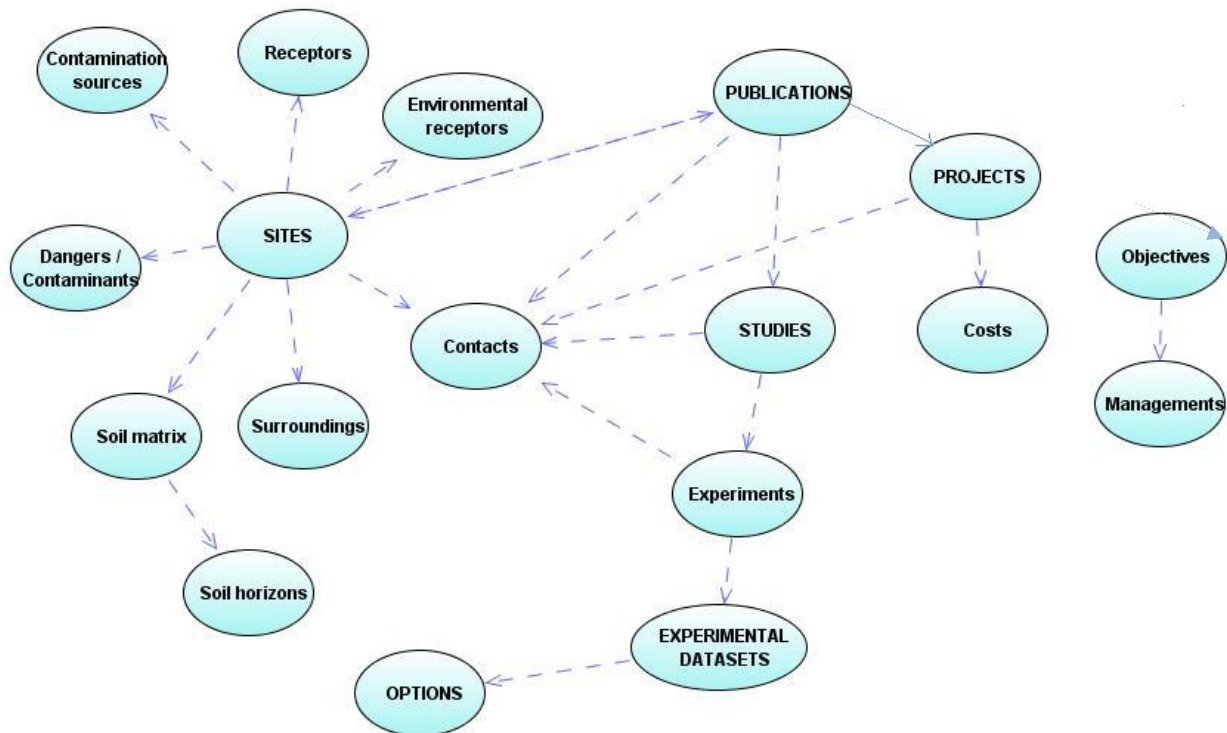 Contamination
sources
Receptors
Environmental
receptors
PUBLICATIONS
PROJECTS
SITES
Dangers /
Contaminants
Objectives
Contacts
STUDIES
Costs
Managements
Soil matrix
Surroundings
Experiments
Soil horizons
EXPERIMENTAL
DATASETS
OPTIONS